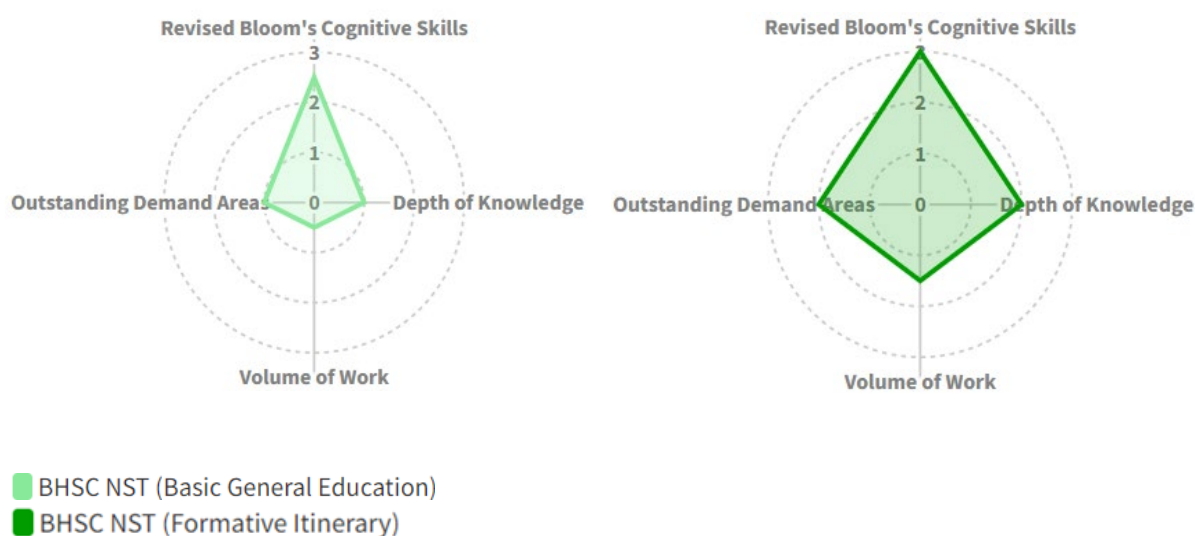 Revised Bloom's Cognitive Skills
3
2
1
Outstanding Demand Areas
0
Depth of Knowledge
Volume of Work
Revised Bloom's Cognitive Skills
3
2
1
Outstanding Demand Areas
0
Depth of Knowledge
Volume of Work
BHSC NST (Basic General Education)
BHSC NST (Formative Itinerary)